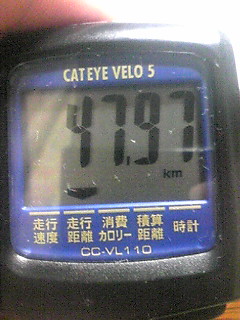 CATEYE VELO 5
47.97
km
走行 走行 消費 積算 時計
速度 距離 カロリー 距離
CC-VL110